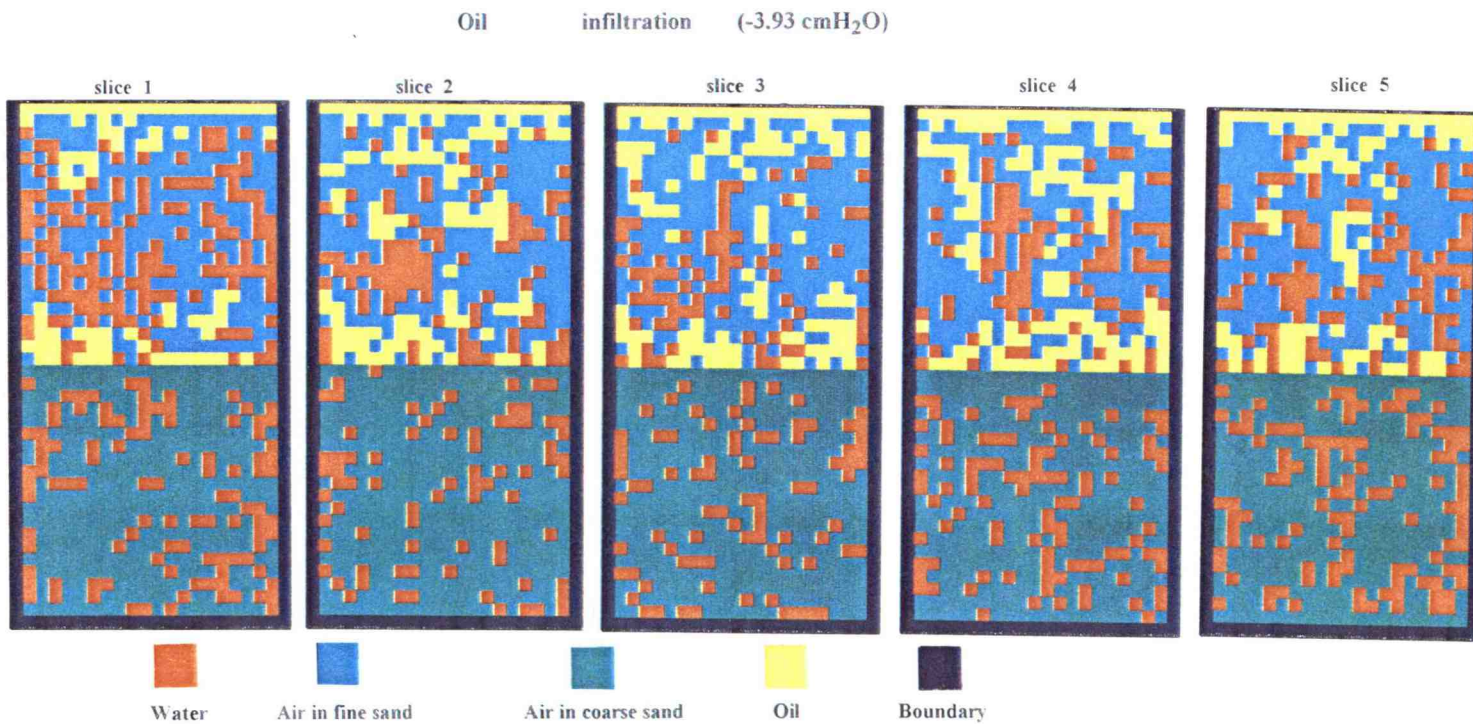 Oil infiltration (-3.93 cmH₂O)
slice 1 slice 2 slice 3 slice 4 slice 5
Water Air in fine sand Air in coarse sand Oil Boundary